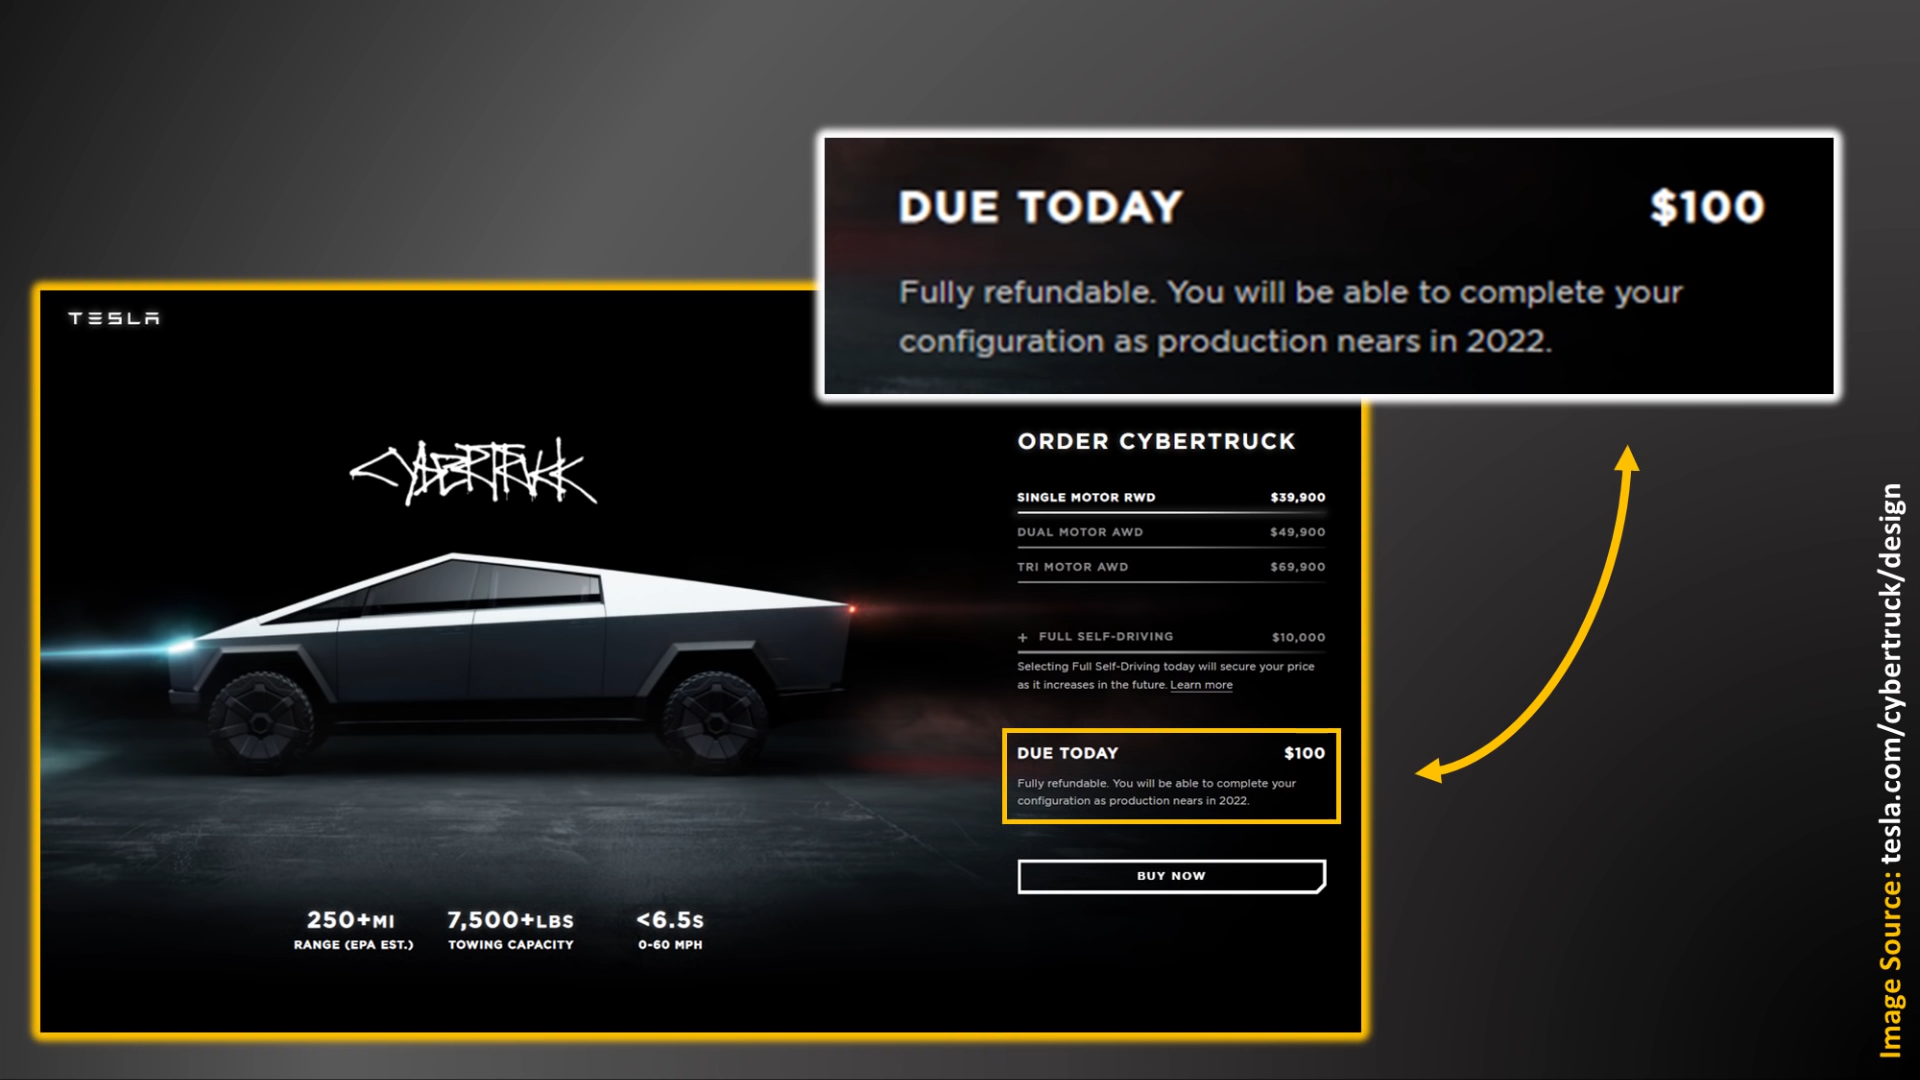 DUE TODAY $100
Fully refundable. You will be able to complete your
configuration as production nears in 2022.
TESLA
CYBERTRUCK
ORDER CYBERTRUCK
SINGLE MOTOR RWD $39,900
DUAL MOTOR AWD $49,900
TRI MOTOR AWD $69,900
+ FULL SELF-DRIVING $10,000
Selecting Full Self-Driving today will secure your price
as it increases in the future. Learn more
DUE TODAY $100
Fully refundable. You will be able to complete your
configuration as production nears in 2022.
BUY NOW
250+MI 7,500+LBS <6.5S
RANGE (EPA EST.) TOWING CAPACITY 0-60 MPH
Image Source: tesla.com/cybertruck/design